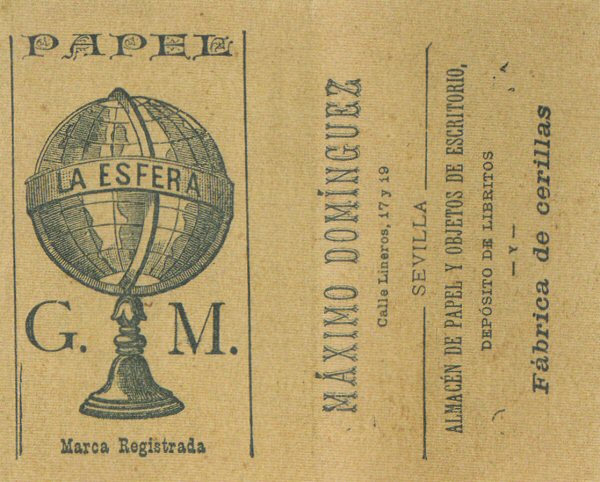 PAPEL
LA ESFERA
G. M.
Marca Registrada
MÁXIMO DOMÍNGUEZ
Calle Lineros, 17 y 19
SEVILLA
ALMACÉN DE PAPEL Y OBJETOS DE ESCRITORIO,
DEPÓSITO DE LIBRITOS
— Y —
Fábrica de cerillas